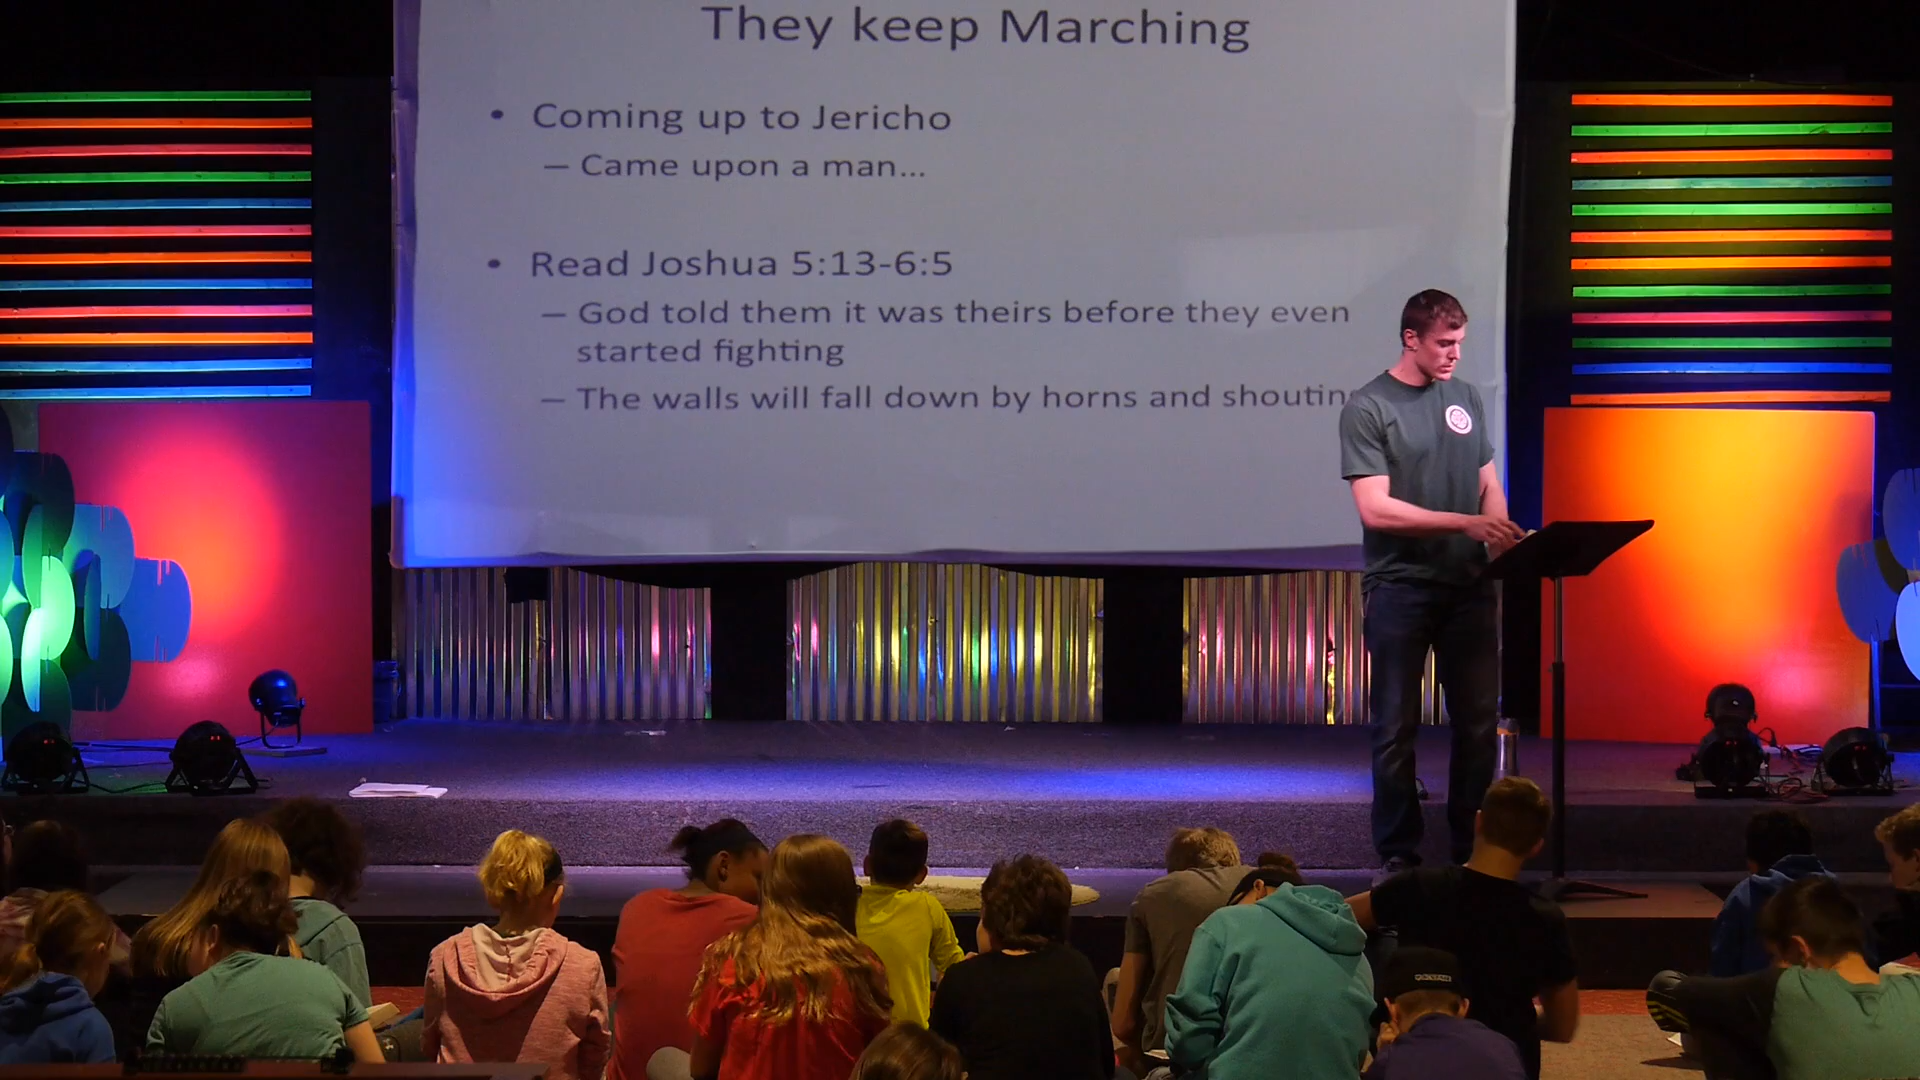 They keep Marching
• Coming up to Jericho
– Came upon a man...
• Read Joshua 5:13-6:5
– God told them it was theirs before they even
started fighting
– The walls will fall down by horns and shouting